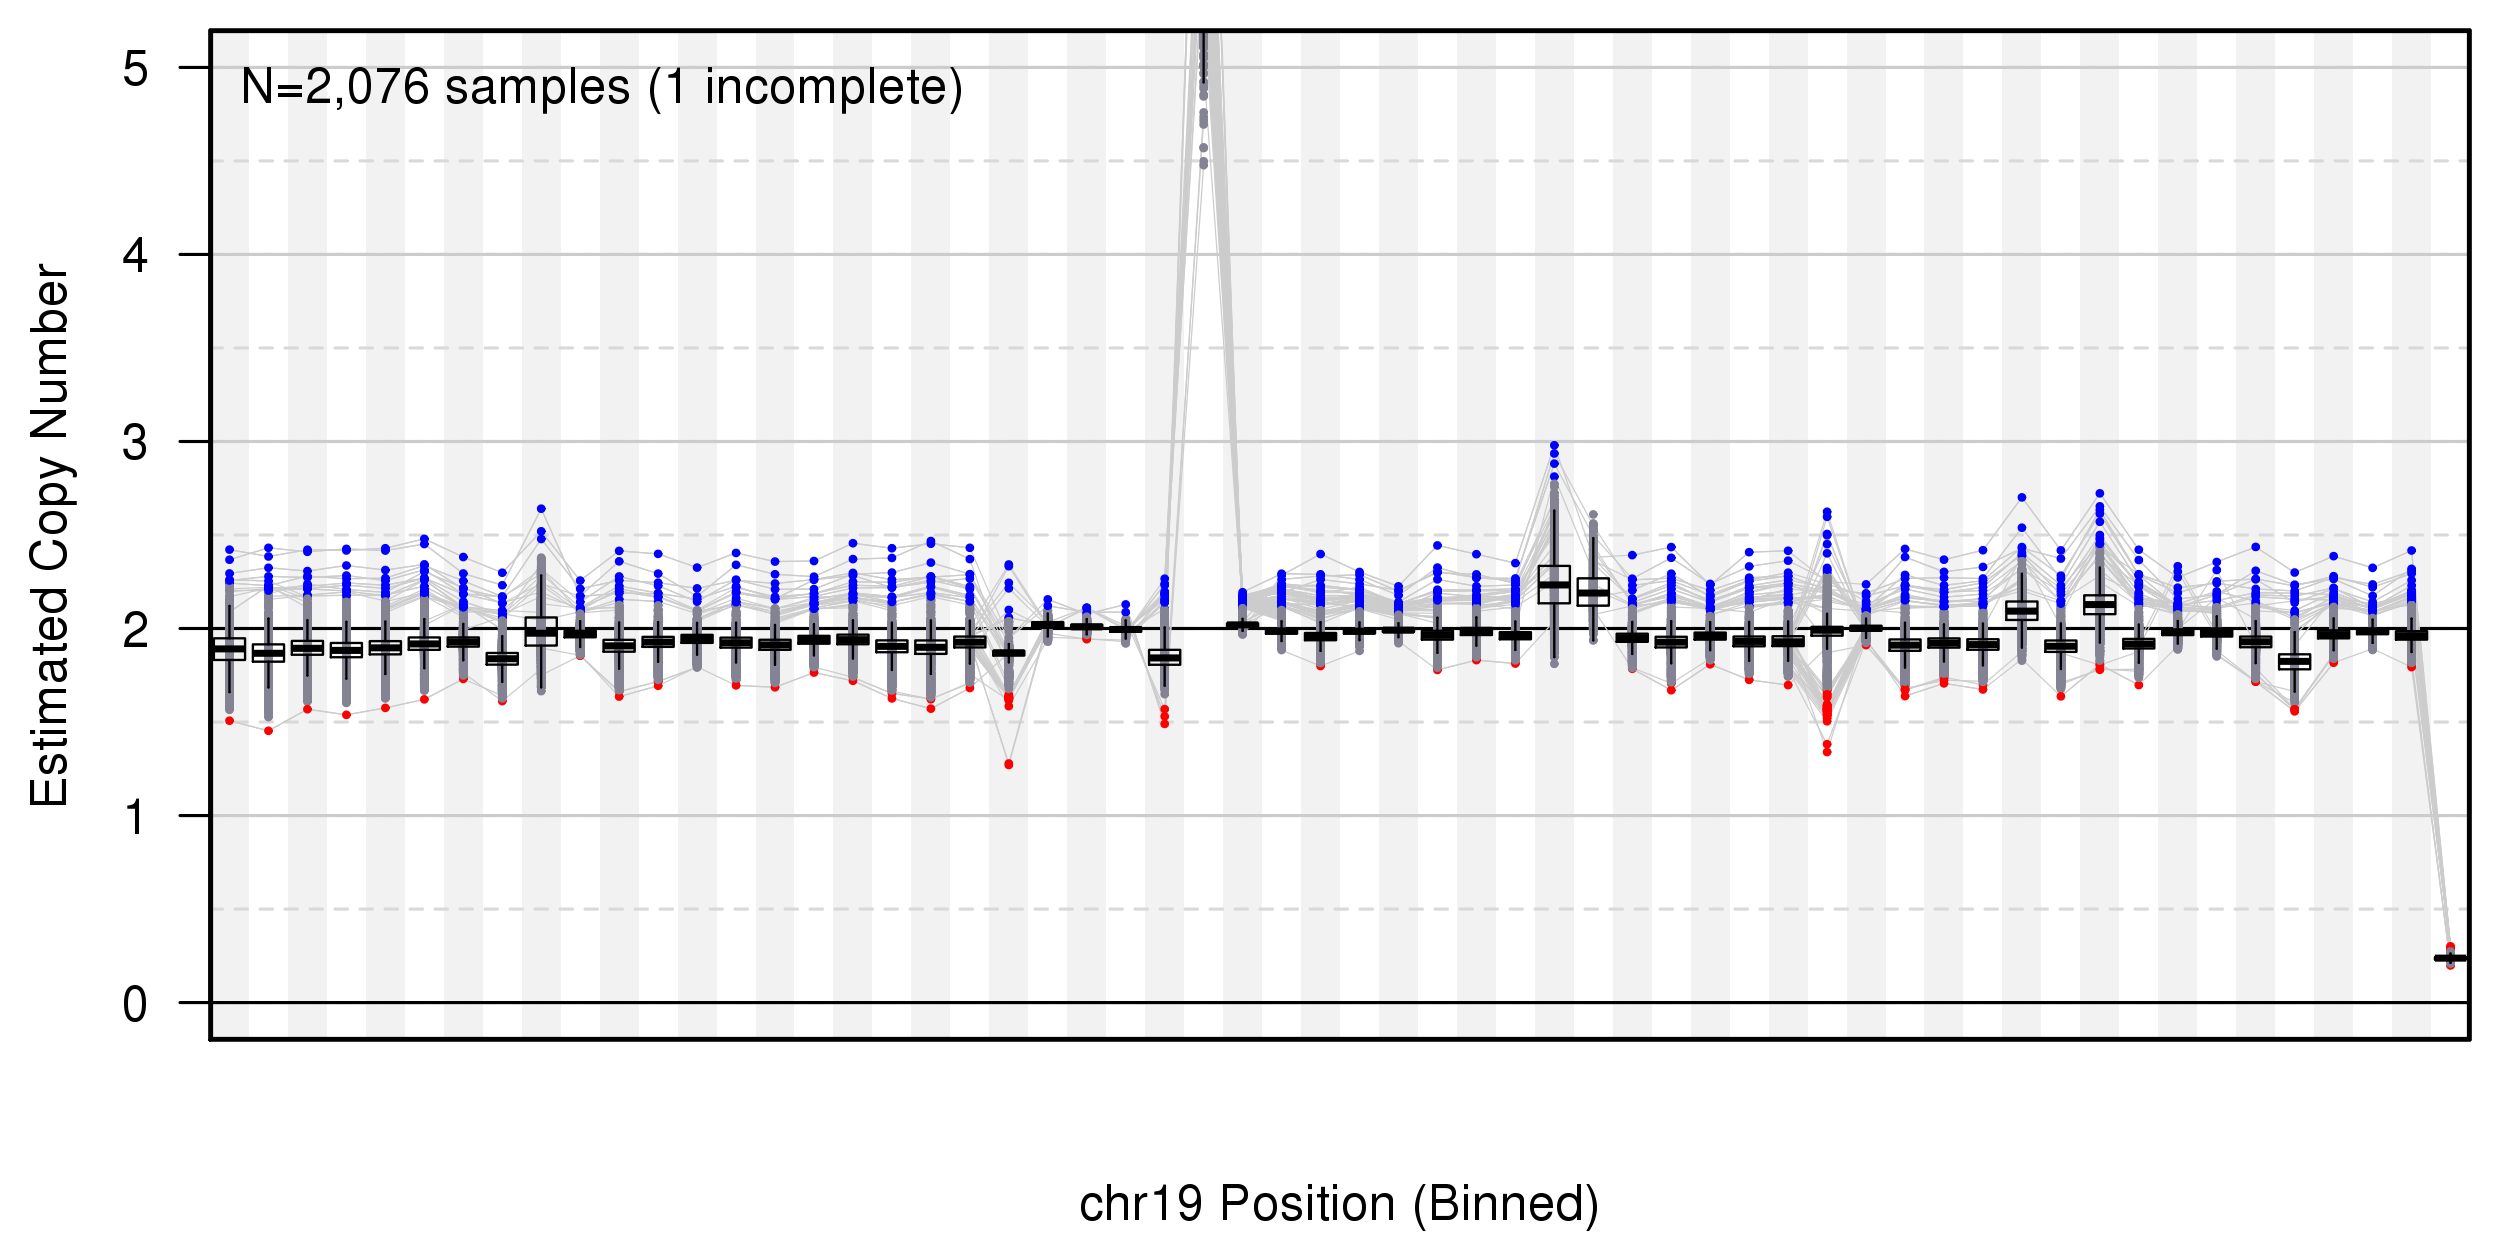 N=2,076 samples (1 incomplete)
5
4
3
2
1
0
Estimated Copy Number
chr19 Position (Binned)